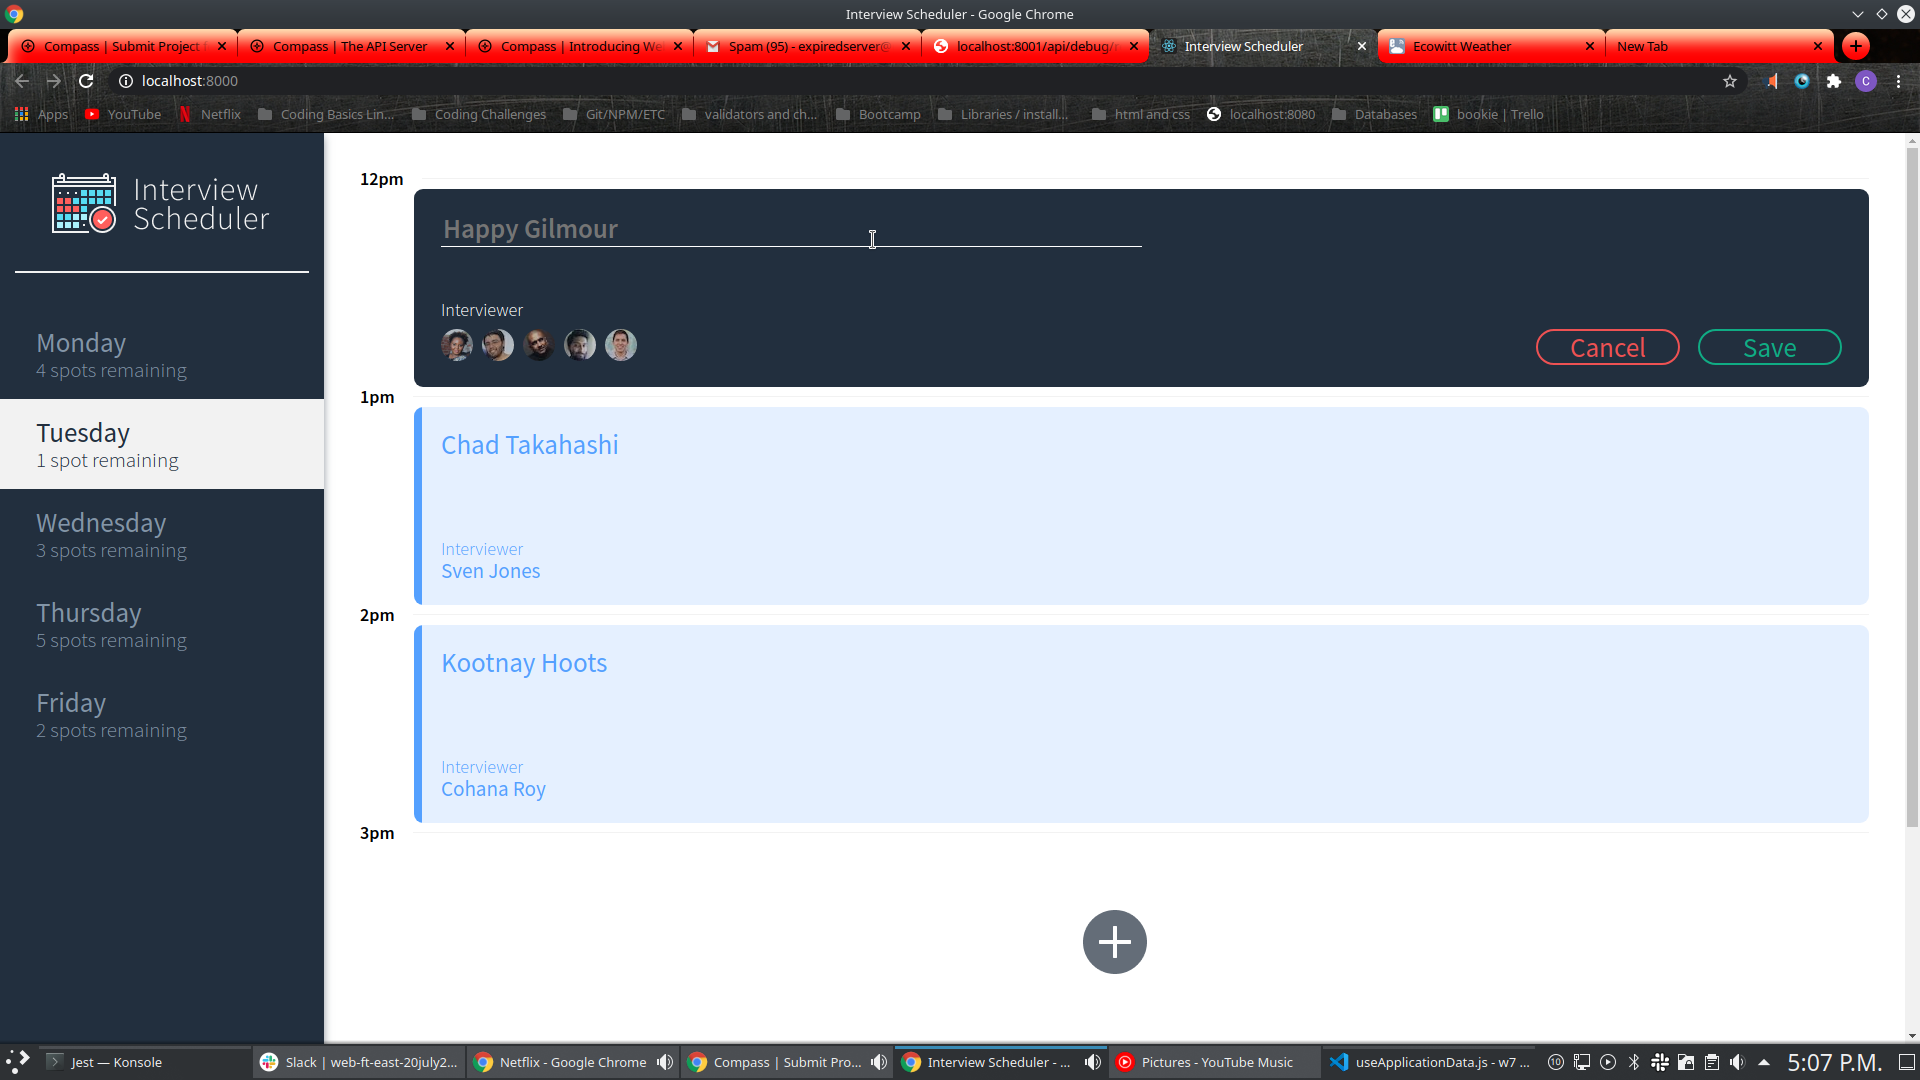 Interview Scheduler - Google Chrome
Compass | Submit Project f
Compass | The API Server
Compass | Introducing We
Spam (95) - expiredserver@
localhost:8001/api/debug/r
Interview Scheduler
Ecowitt Weather
New Tab
localhost:8000
C
Apps
YouTube
Netflix
Coding Basics Lin...
Coding Challenges
Git/NPM/ETC
validators and ch...
Bootcamp
Libraries / install...
html and css
localhost:8080
Databases
bookie | Trello
Interview
Scheduler
Monday
4 spots remaining
Tuesday
1 spot remaining
Wednesday
3 spots remaining
Thursday
5 spots remaining
Friday
2 spots remaining
12pm
Happy Gilmour
Interviewer
Cancel
Save
1pm
Chad Takahashi
Interviewer
Sven Jones
2pm
Kootnay Hoots
Interviewer
Cohana Roy
3pm
Jest — Konsole
Slack | web-ft-east-20july2...
Netflix - Google Chrome
Compass | Submit Pro...
Interview Scheduler - ...
Pictures - YouTube Music
useApplicationData.js - w7 ...
10
5:07 P.M.